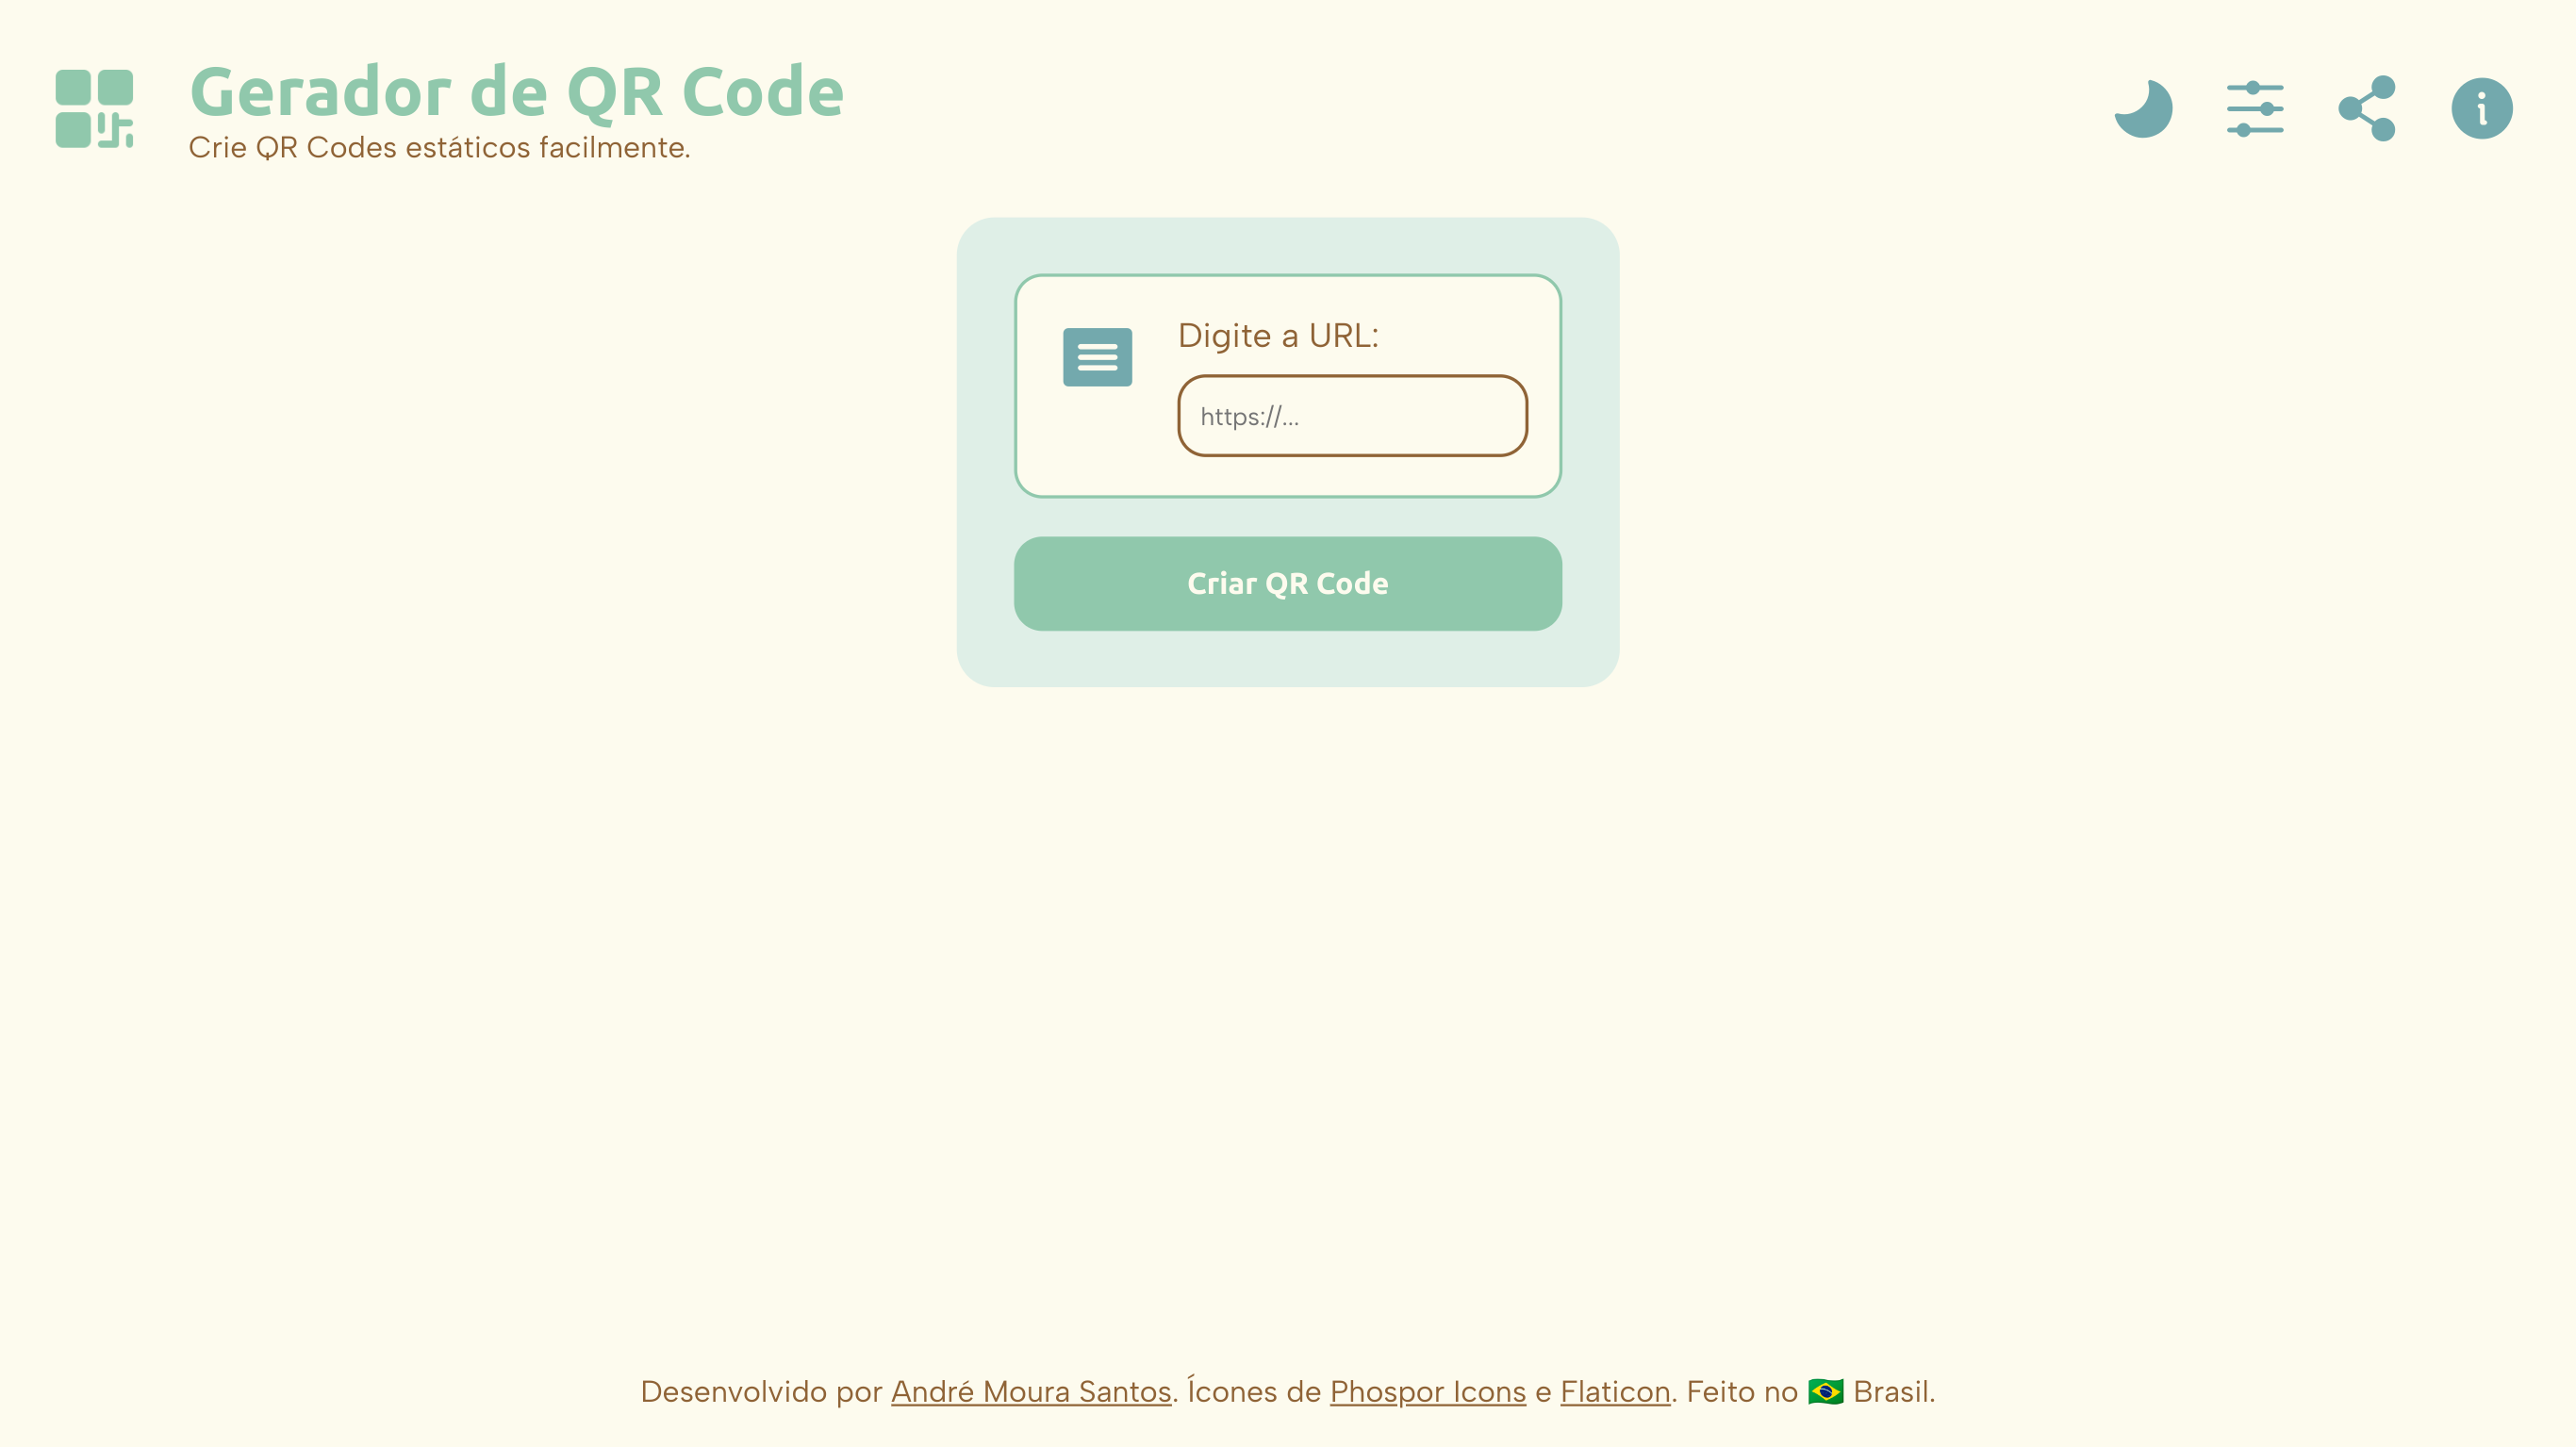 Gerador de QR Code
Crie QR Codes estáticos facilmente.
Digite a URL:
https://...
Criar QR Code
Desenvolvido por André Moura Santos. Ícones de Phospor Icons e Flaticon. Feito no 🇧🇷 Brasil.